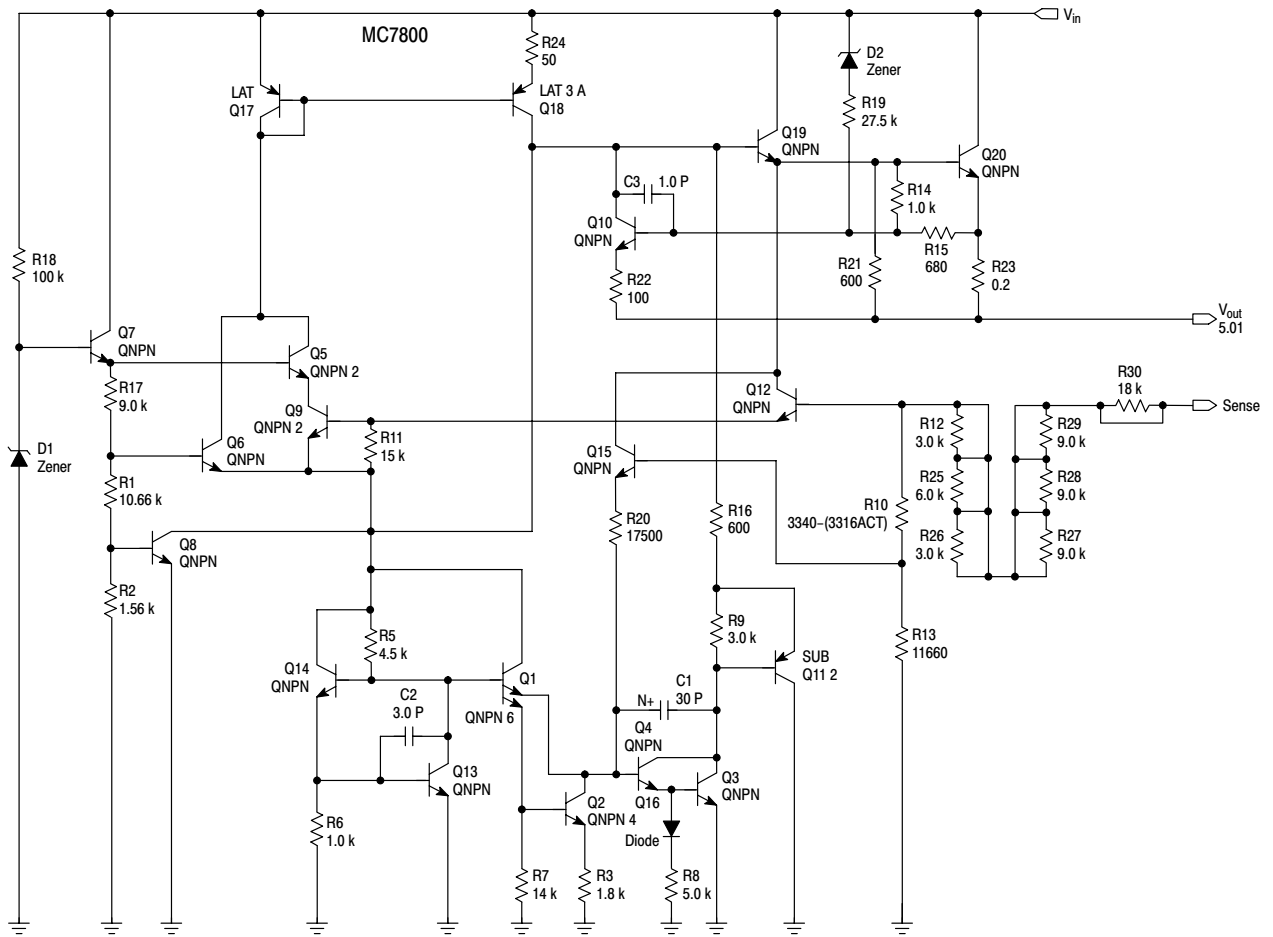 MC7800
Vin
R24
50
D2
Zener
LAT
Q17
LAT 3 A
Q18
R19
27.5 k
Q19
QNPN
Q20
QNPN
C3
1.0 P
R14
1.0 k
Q10
QNPN
R15
680
R18
100 k
R21
600
R23
0.2
R22
100
Vout
5.01
Q7
QNPN
Q5
QNPN 2
R30
18 k
R17
9.0 k
Q12
QNPN
Sense
Q9
QNPN 2
R12
3.0 k
R29
9.0 k
D1
Zener
Q6
QNPN
R11
15 k
Q15
QNPN
R1
10.66 k
R25
6.0 k
R28
9.0 k
R10
3340-(3316ACT)
R20
17500
R16
600
R26
3.0 k
R27
9.0 k
Q8
QNPN
R2
1.56 k
R9
3.0 k
R13
11660
R5
4.5 k
SUB
Q11 2
Q14
QNPN
Q1
QNPN 6
C2
3.0 P
N+
C1
30 P
Q4
QNPN
Q13
QNPN
Q3
QNPN
Q2
QNPN 4
Q16
Diode
R6
1.0 k
R7
14 k
R3
1.8 k
R8
5.0 k